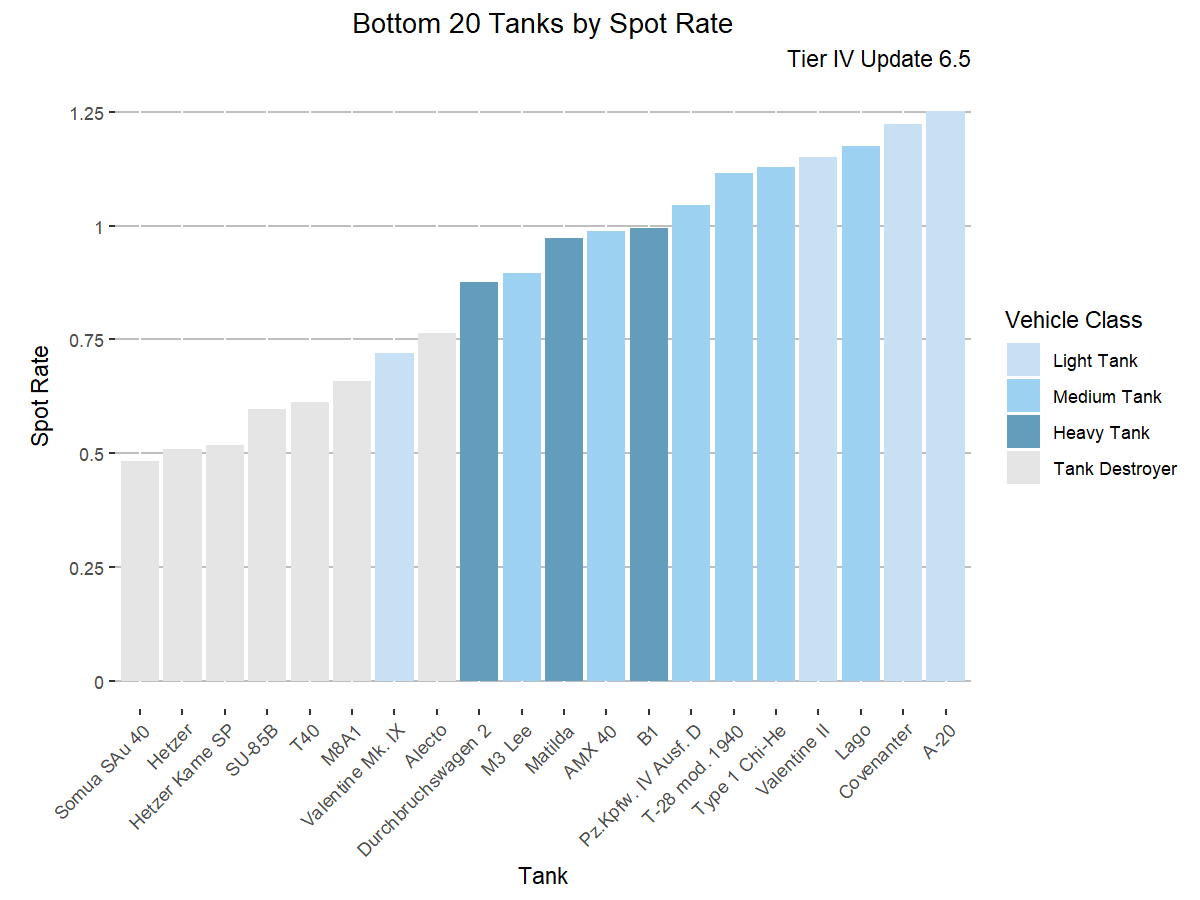 Bottom 20 Tanks by Spot Rate
Tier IV Update 6.5
1.25
1
0.75
0.5
0.25
0
Spot Rate
Somua SAu 40
Hetzer
Hetzer Kame SP
SU-85B
T40
M8A1
Valentine Mk. IX
Alecto
Durchbruchswagen 2
M3 Lee
Matilda
AMX 40
B1
Pz.Kpfw. IV Ausf. D
T-28 mod. 1940
Type 1 Chi-He
Valentine II
Lago
Covenanter
A-20
Tank
Vehicle Class
Light Tank
Medium Tank
Heavy Tank
Tank Destroyer